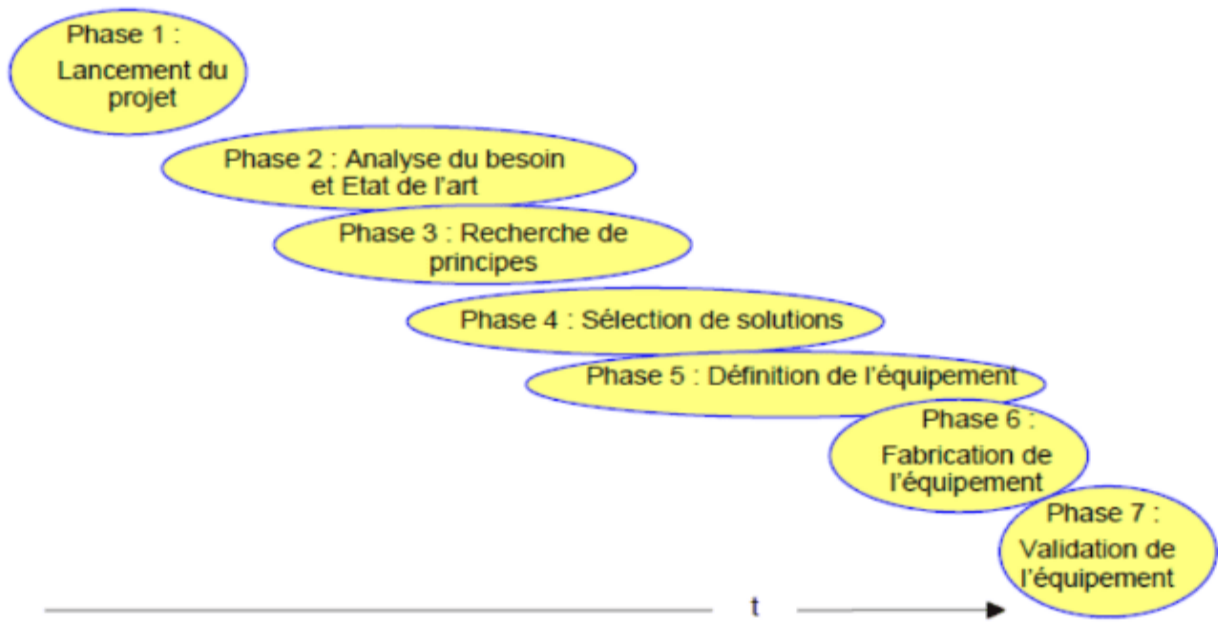 Phase 1 :
Lancement du
projet
Phase 2 : Analyse du besoin
et Etat de l'art
Phase 3 : Recherche de
principes
Phase 4 : Sélection de solutions
Phase 5 : Définition de l'équipement
Phase 6 :
Fabrication de
l'équipement
Phase 7 :
Validation de
l'équipement
t